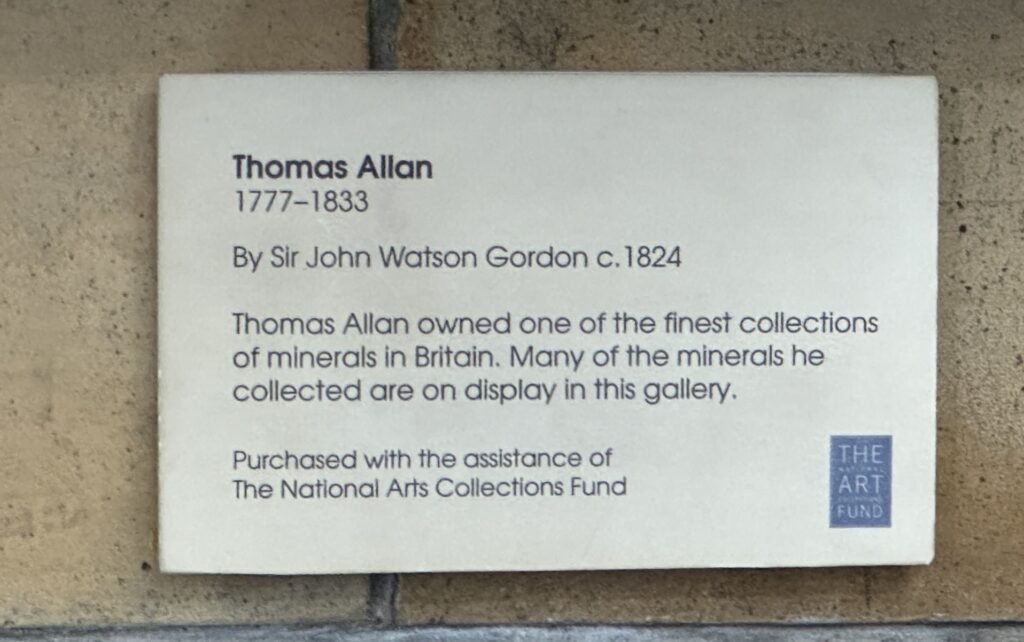 Thomas Allan
1777–1833
By Sir John Watson Gordon c.1824
Thomas Allan owned one of the finest collections
of minerals in Britain. Many of the minerals he
collected are on display in this gallery.
Purchased with the assistance of
The National Arts Collections Fund
THE
NATIONAL
ART
COLLECTIONS
FUND